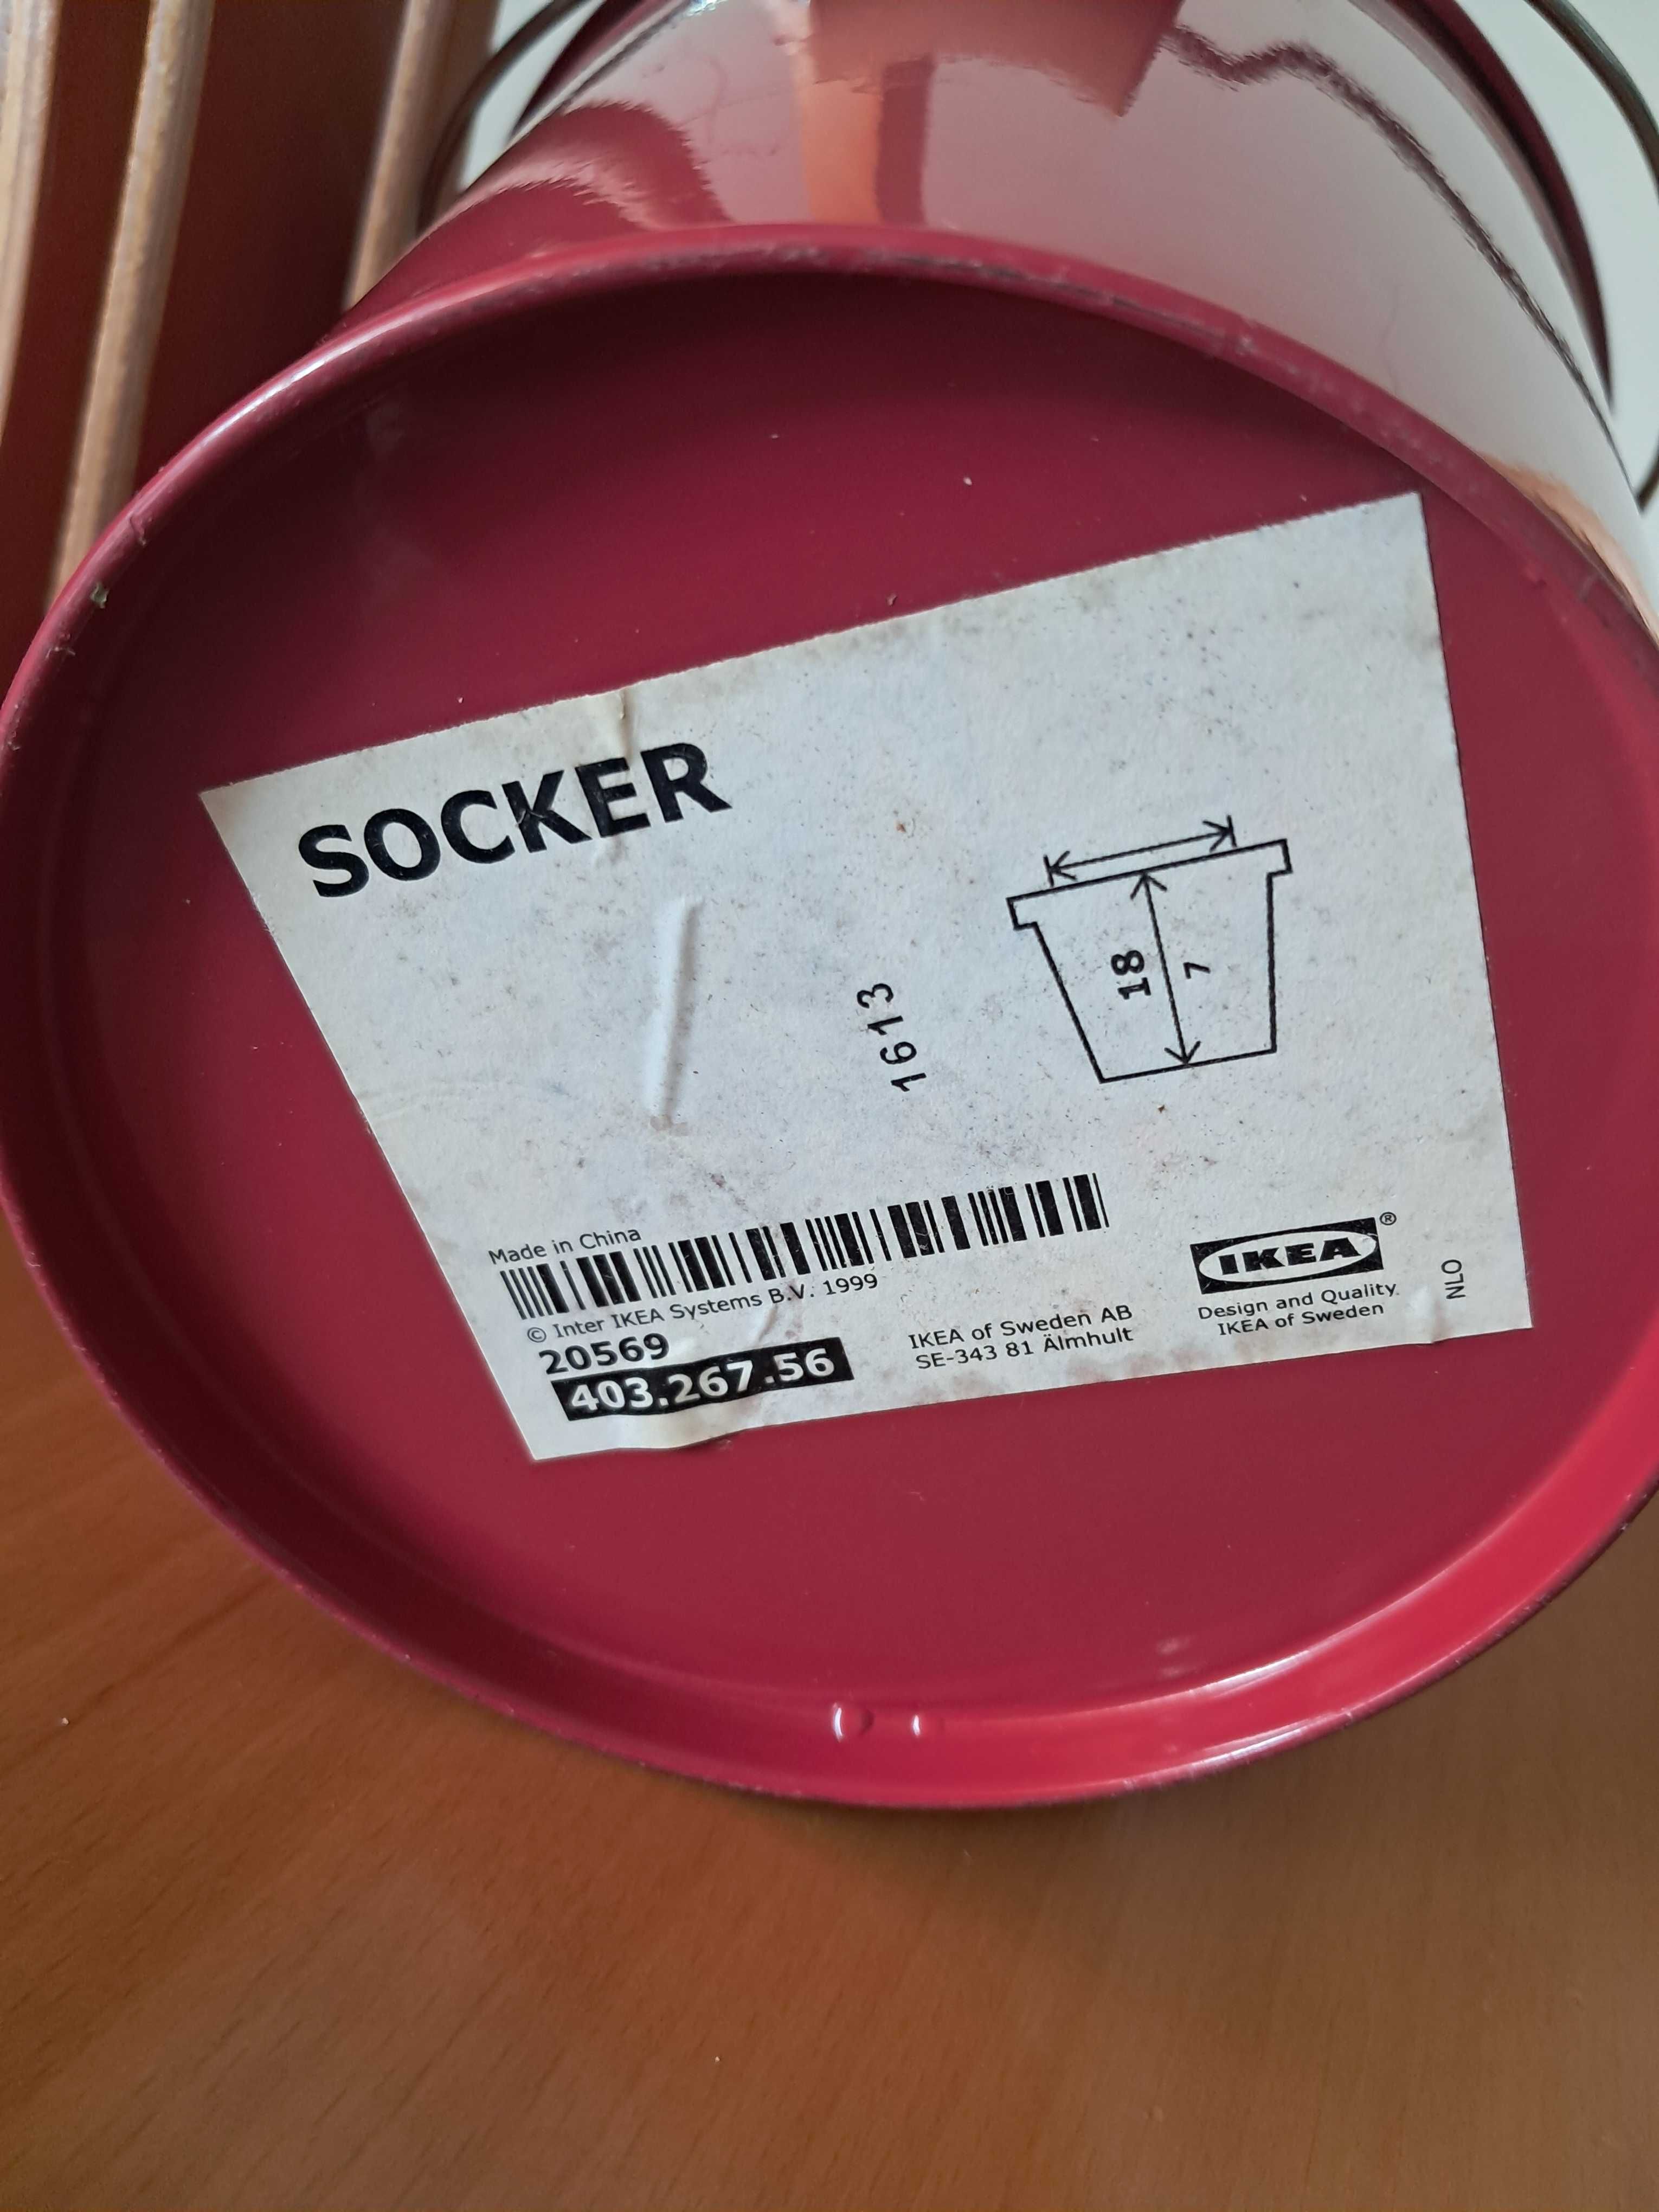 SOCKER
1613
18
7
Made in China
© Inter IKEA Systems B.V. 1999
20569
403.267.56
IKEA of Sweden AB
SE-343 81 Älmhult
IKEA®
Design and Quality
IKEA of Sweden
NLO